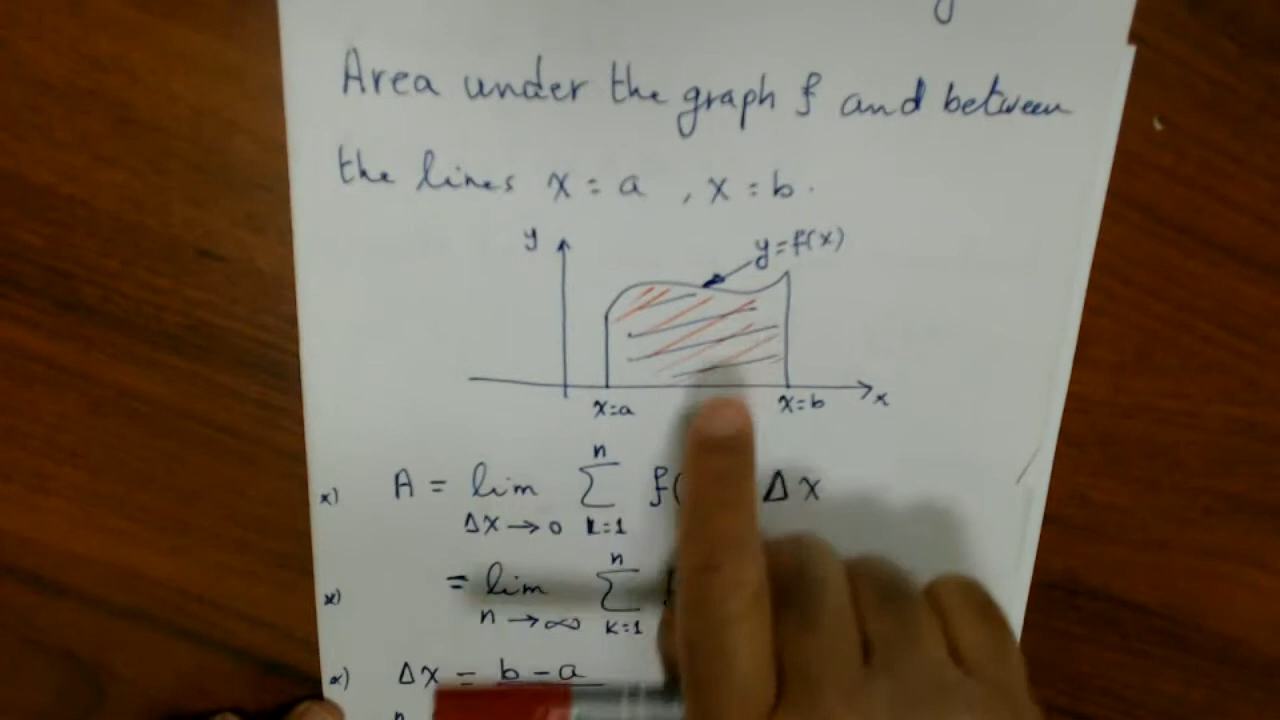 Area under the graph f and between
the lines x = a , x = b .
y
y = f(x)
x=a
x=b
x
*) A = lim Δx → 0 n Σ k=1 f( Δx
*) = lim n → ∞ n Σ k=1
*) Δx = b - a
n